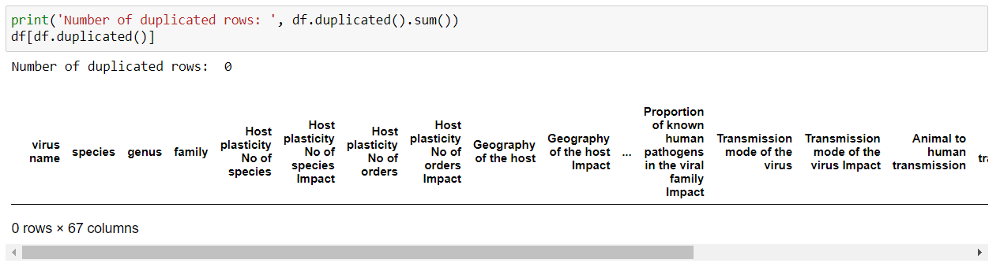 print('Number of duplicated rows: ', df.duplicated().sum())
df[df.duplicated()]
Number of duplicated rows:  0
virus name
species
genus
family
Host plasticity No of species
Host plasticity No of species Impact
Host plasticity No of orders
Host plasticity No of orders Impact
Geography of the host
Geography of the host Impact
...
Proportion of known human pathogens in the viral family Impact
Transmission mode of the virus
Transmission mode of the virus Impact
Animal to human transmission
0 rows × 67 columns